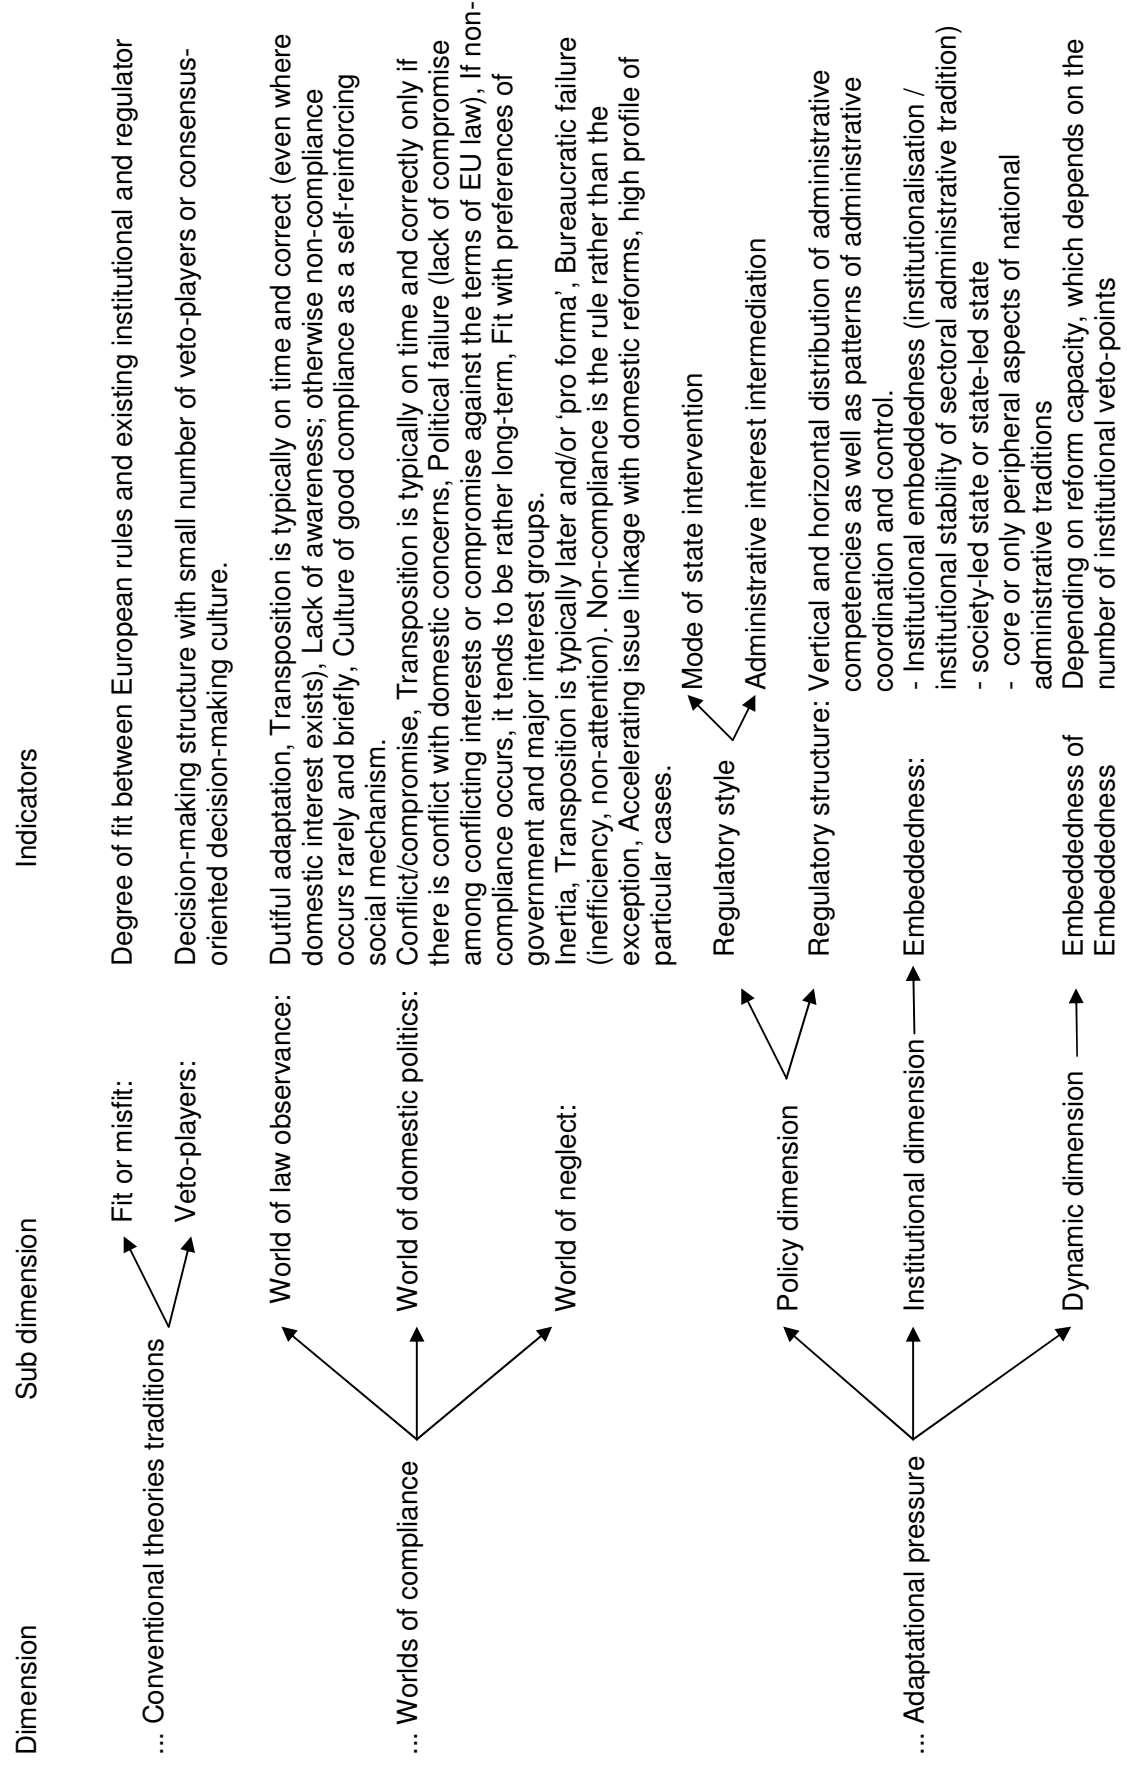 Dimension
Sub dimension
Indicators
... Conventional theories traditions
Fit or misfit:
Degree of fit between European rules and existing institutional and regulator
Veto-players:
Decision-making structure with small number of veto-players or consensus-
oriented decision-making culture.
... Worlds of compliance
World of law observance:
Dutiful adaptation, Transposition is typically on time and correct (even where
domestic interest exists), Lack of awareness; otherwise non-compliance
occurs rarely and briefly, Culture of good compliance as a self-reinforcing
social mechanism.
World of domestic politics:
Conflict/compromise, Transposition is typically on time and correctly only if
there is conflict with domestic concerns, Political failure (lack of compromise
among conflicting interests or compromise against the terms of EU law), If non-
compliance occurs, it tends to be rather long-term, Fit with preferences of
government and major interest groups.
World of neglect:
Inertia, Transposition is typically later and/or ‘pro forma’, Bureaucratic failure
(inefficiency, non-attention). Non-compliance is the rule rather than the
exception, Accelerating issue linkage with domestic reforms, high profile of
particular cases.
... Adaptational pressure
Policy dimension
Regulatory style
Mode of state intervention
Administrative interest intermediation
Regulatory structure:
Vertical and horizontal distribution of administrative
competencies as well as patterns of administrative
coordination and control.
Institutional dimension
Embeddedness:
- Institutional embeddedness (institutionalisation /
institutional stability of sectoral administrative tradition)
- society-led state or state-led state
- core or only peripheral aspects of national
administrative traditions
Dynamic dimension
Embeddedness of
Embeddedness
Depending on reform capacity, which depends on the
number of institutional veto-points